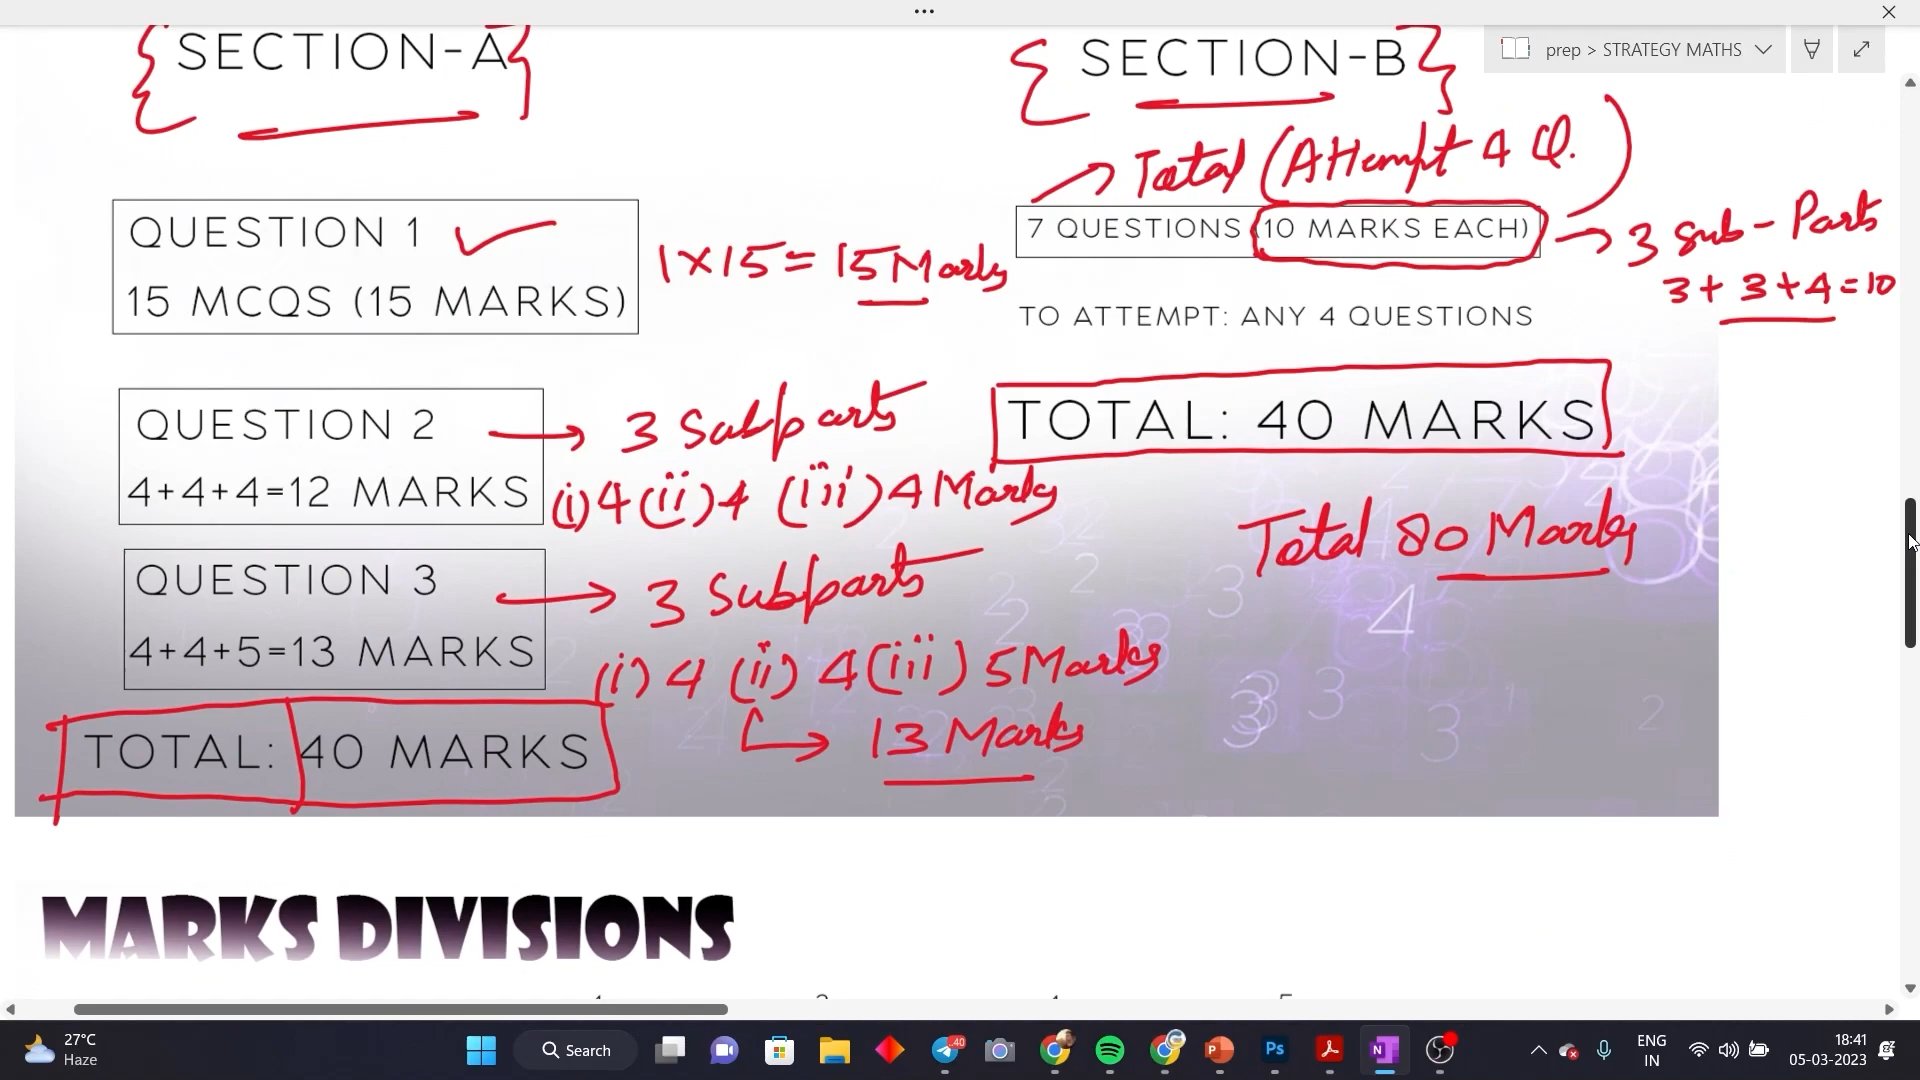 prep > STRATEGY MATHS
{ SECTION-A }
QUESTION 1
15 MCQS (15 MARKS)
1×15 = 15 Marks
QUESTION 2
4+4+4=12 MARKS
→ 3 Subparts
(i) 4 (ii) 4 (iii) 4 Marks
QUESTION 3
4+4+5=13 MARKS
→ 3 Subparts
(i) 4 (ii) 4 (iii) 5 Marks
↳ 13 Marks
TOTAL: 40 MARKS
{ SECTION-B }
→ Total (Attempt 4 Q.)
7 QUESTIONS (10 MARKS EACH)
→ 3 Sub-Parts
3 + 3 + 4 = 10
TO ATTEMPT: ANY 4 QUESTIONS
TOTAL: 40 MARKS
Total 80 Marks
MARKS DIVISIONS
27°C
Haze
Search
40
ENG
IN
18:41
05-03-2023